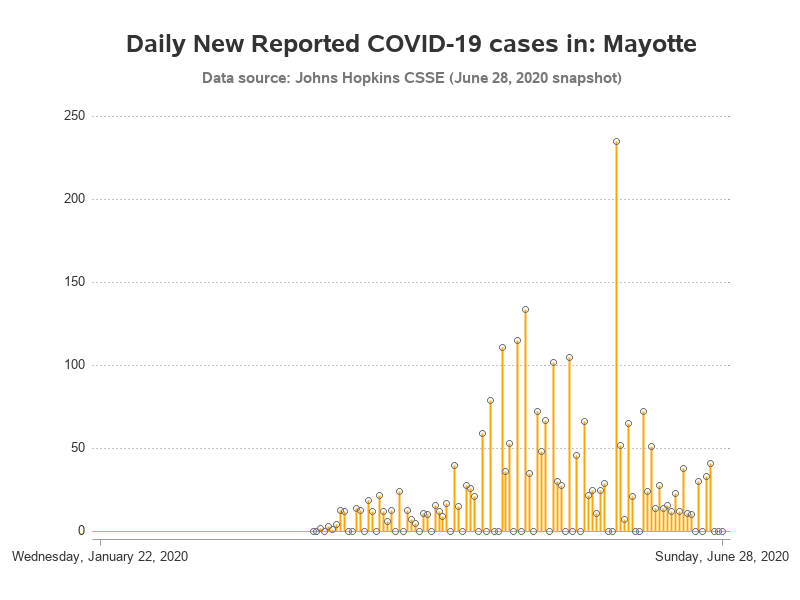 Daily New Reported COVID-19 cases in: Mayotte
Data source: Johns Hopkins CSSE (June 28, 2020 snapshot)
250
200
150
100
50
0
Wednesday, January 22, 2020
Sunday, June 28, 2020